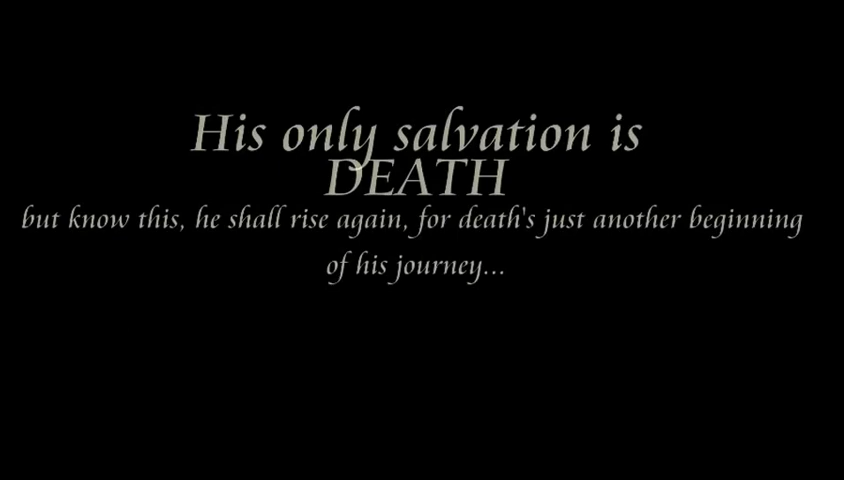 His only salvation is
DEATH
but know this, he shall rise again, for death's just another beginning
of his journey...